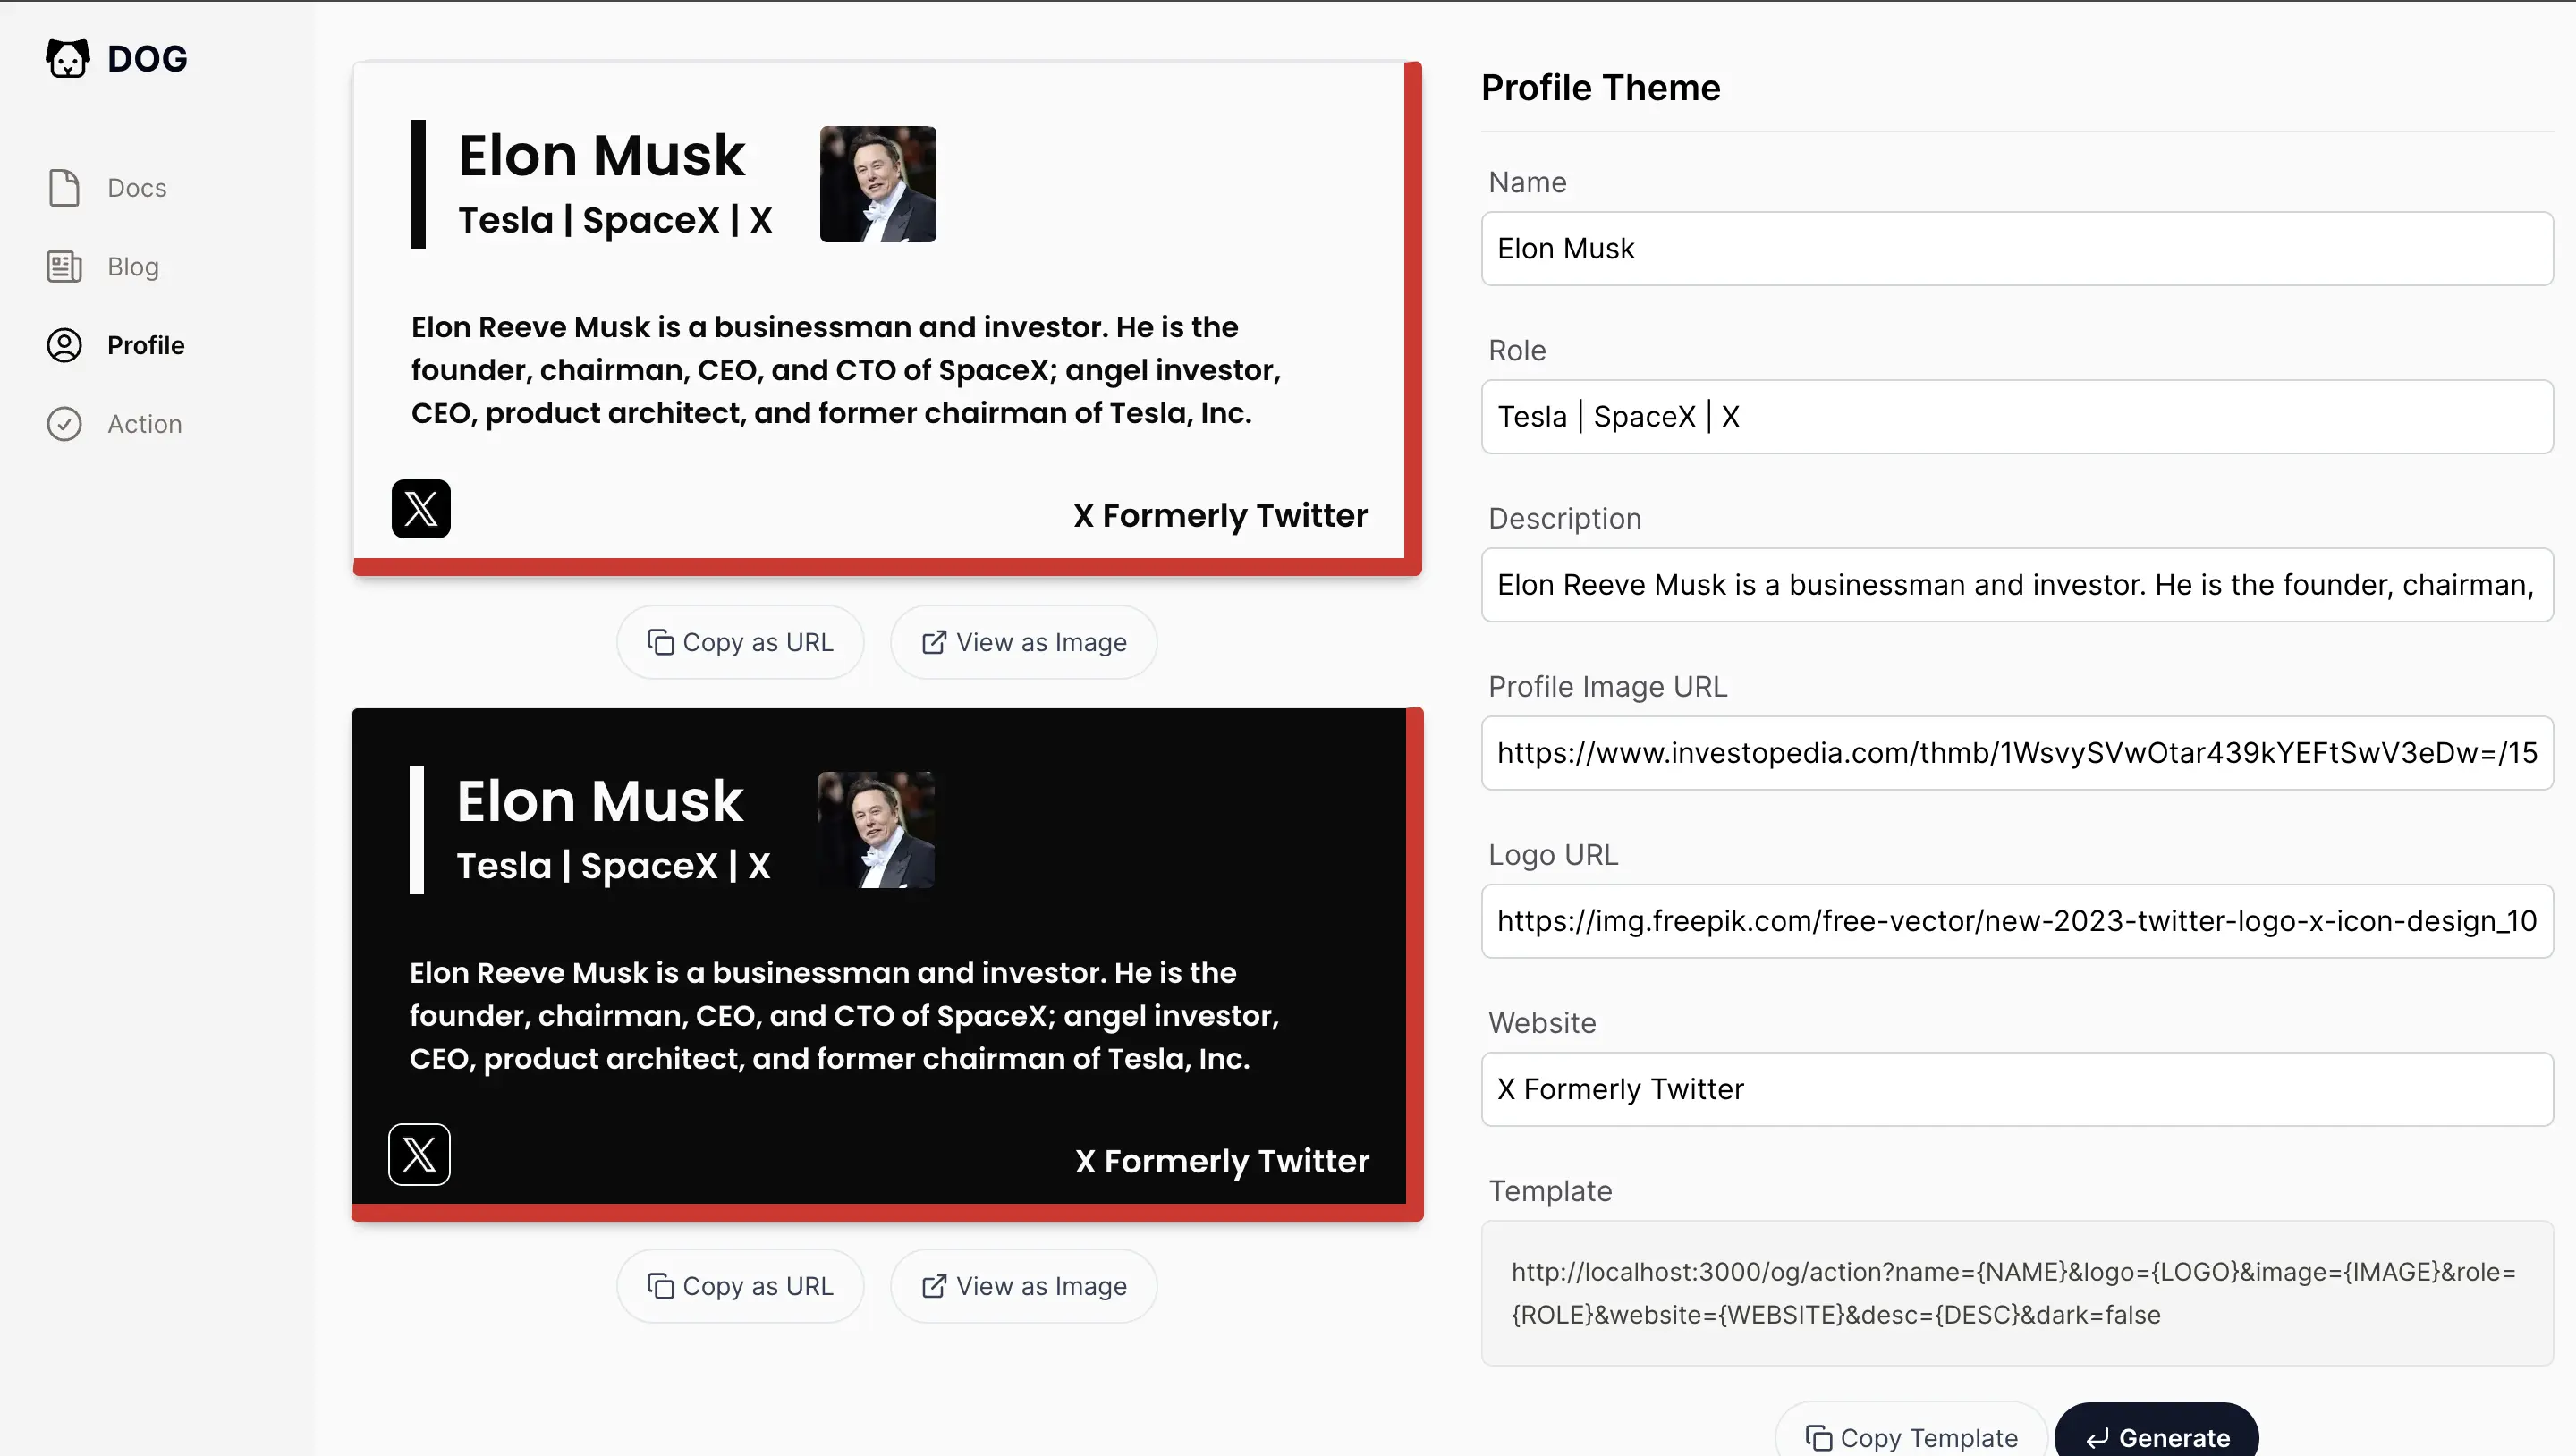 DOG
Docs
Blog
Profile
Action
Elon Musk
Tesla | SpaceX | X
Elon Reeve Musk is a businessman and investor. He is the
founder, chairman, CEO, and CTO of SpaceX; angel investor,
CEO, product architect, and former chairman of Tesla, Inc.
X
X Formerly Twitter
Copy as URL
View as Image
Elon Musk
Tesla | SpaceX | X
Elon Reeve Musk is a businessman and investor. He is the
founder, chairman, CEO, and CTO of SpaceX; angel investor,
CEO, product architect, and former chairman of Tesla, Inc.
X
X Formerly Twitter
Copy as URL
View as Image
Profile Theme
Name
Elon Musk
Role
Tesla | SpaceX | X
Description
Elon Reeve Musk is a businessman and investor. He is the founder, chairman,
Profile Image URL
https://www.investopedia.com/thmb/1WsvySVwOtar439kYEFtSwV3eDw=/15
Logo URL
https://img.freepik.com/free-vector/new-2023-twitter-logo-x-icon-design_10
Website
X Formerly Twitter
Template
http://localhost:3000/og/action?name={NAME}&logo={LOGO}&image={IMAGE}&role=
{ROLE}&website={WEBSITE}&desc={DESC}&dark=false
Copy Template
Generate